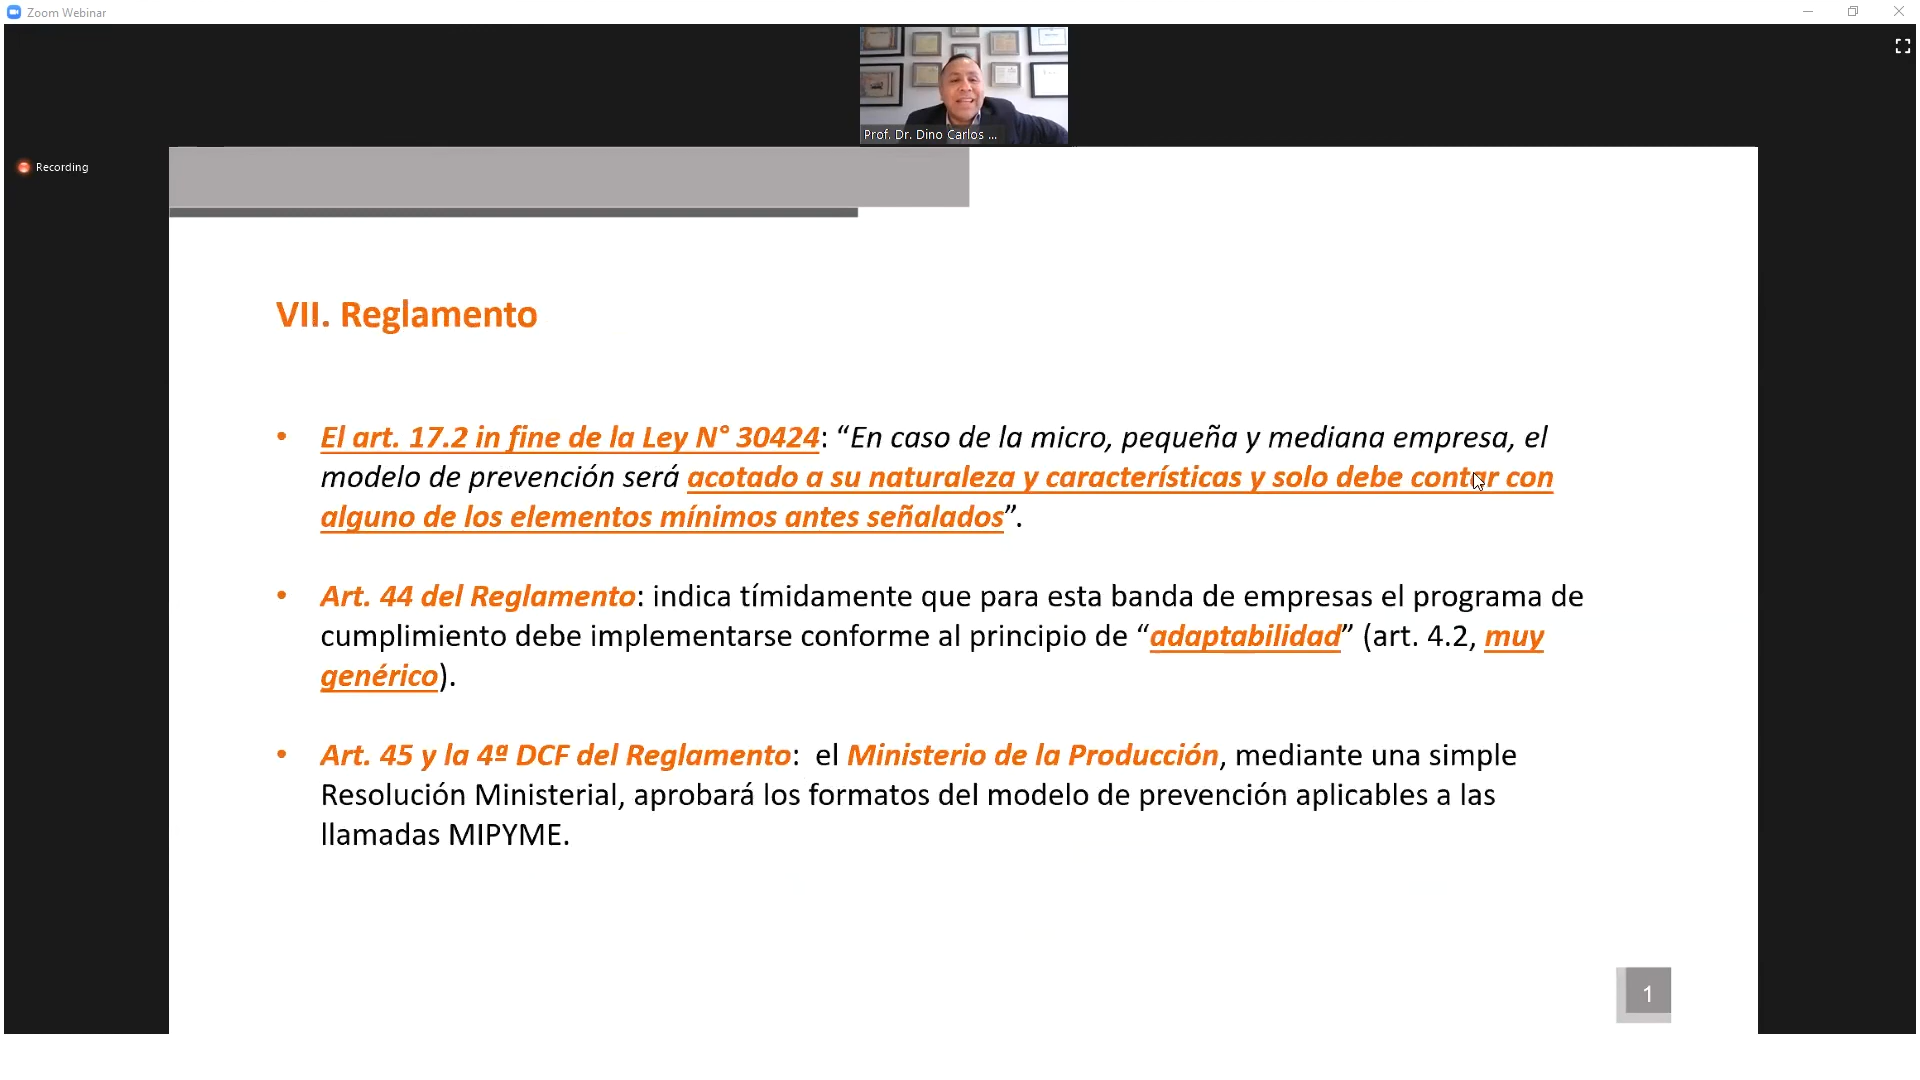 Zoom Webinar
Prof. Dr. Dino Carlos ...
Recording
VII. Reglamento
• El art. 17.2 in fine de la Ley N° 30424: “En caso de la micro, pequeña y mediana empresa, el
modelo de prevención será acotado a su naturaleza y características y solo debe contar con
alguno de los elementos mínimos antes señalados”.
• Art. 44 del Reglamento: indica tímidamente que para esta banda de empresas el programa de
cumplimiento debe implementarse conforme al principio de “adaptabilidad” (art. 4.2, muy
genérico).
• Art. 45 y la 4ª DCF del Reglamento: el Ministerio de la Producción, mediante una simple
Resolución Ministerial, aprobará los formatos del modelo de prevención aplicables a las
llamadas MIPYME.
1